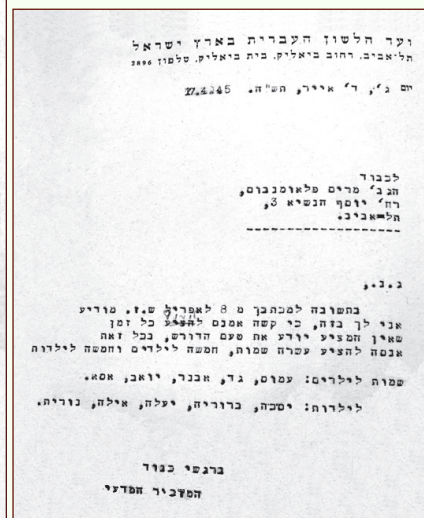 ועד הלשון העברית בארץ ישראל
תל־אביב, רחוב ביאליק, בית ביאליק, טלפון 3896
יום ג', ד' אייר, תש"ה. 17.4.45
לכבוד
הגב' מרים פלאומנבום,
רח' יוסף הנשיא 3,
תל=אביב.
ג.נ.,
בתשובה למכתבך מ 8 לאפריל ש.ז. מודיע
אני לך בזה, כי קשה אמנם להציע כל זמן
שאין המציע יודע את טעם הדורש, בכל זאת
אנסה להציע עשרה שמות, חמשה לילדים וחמשה לילדות
שמות לילדים: עמוס, גד, אבנר, יואב, אסא.
לילדות: יסכה, ברוריה, יעלה, אילה, נורית.
ברגשי כבוד
המזכיר המדעי